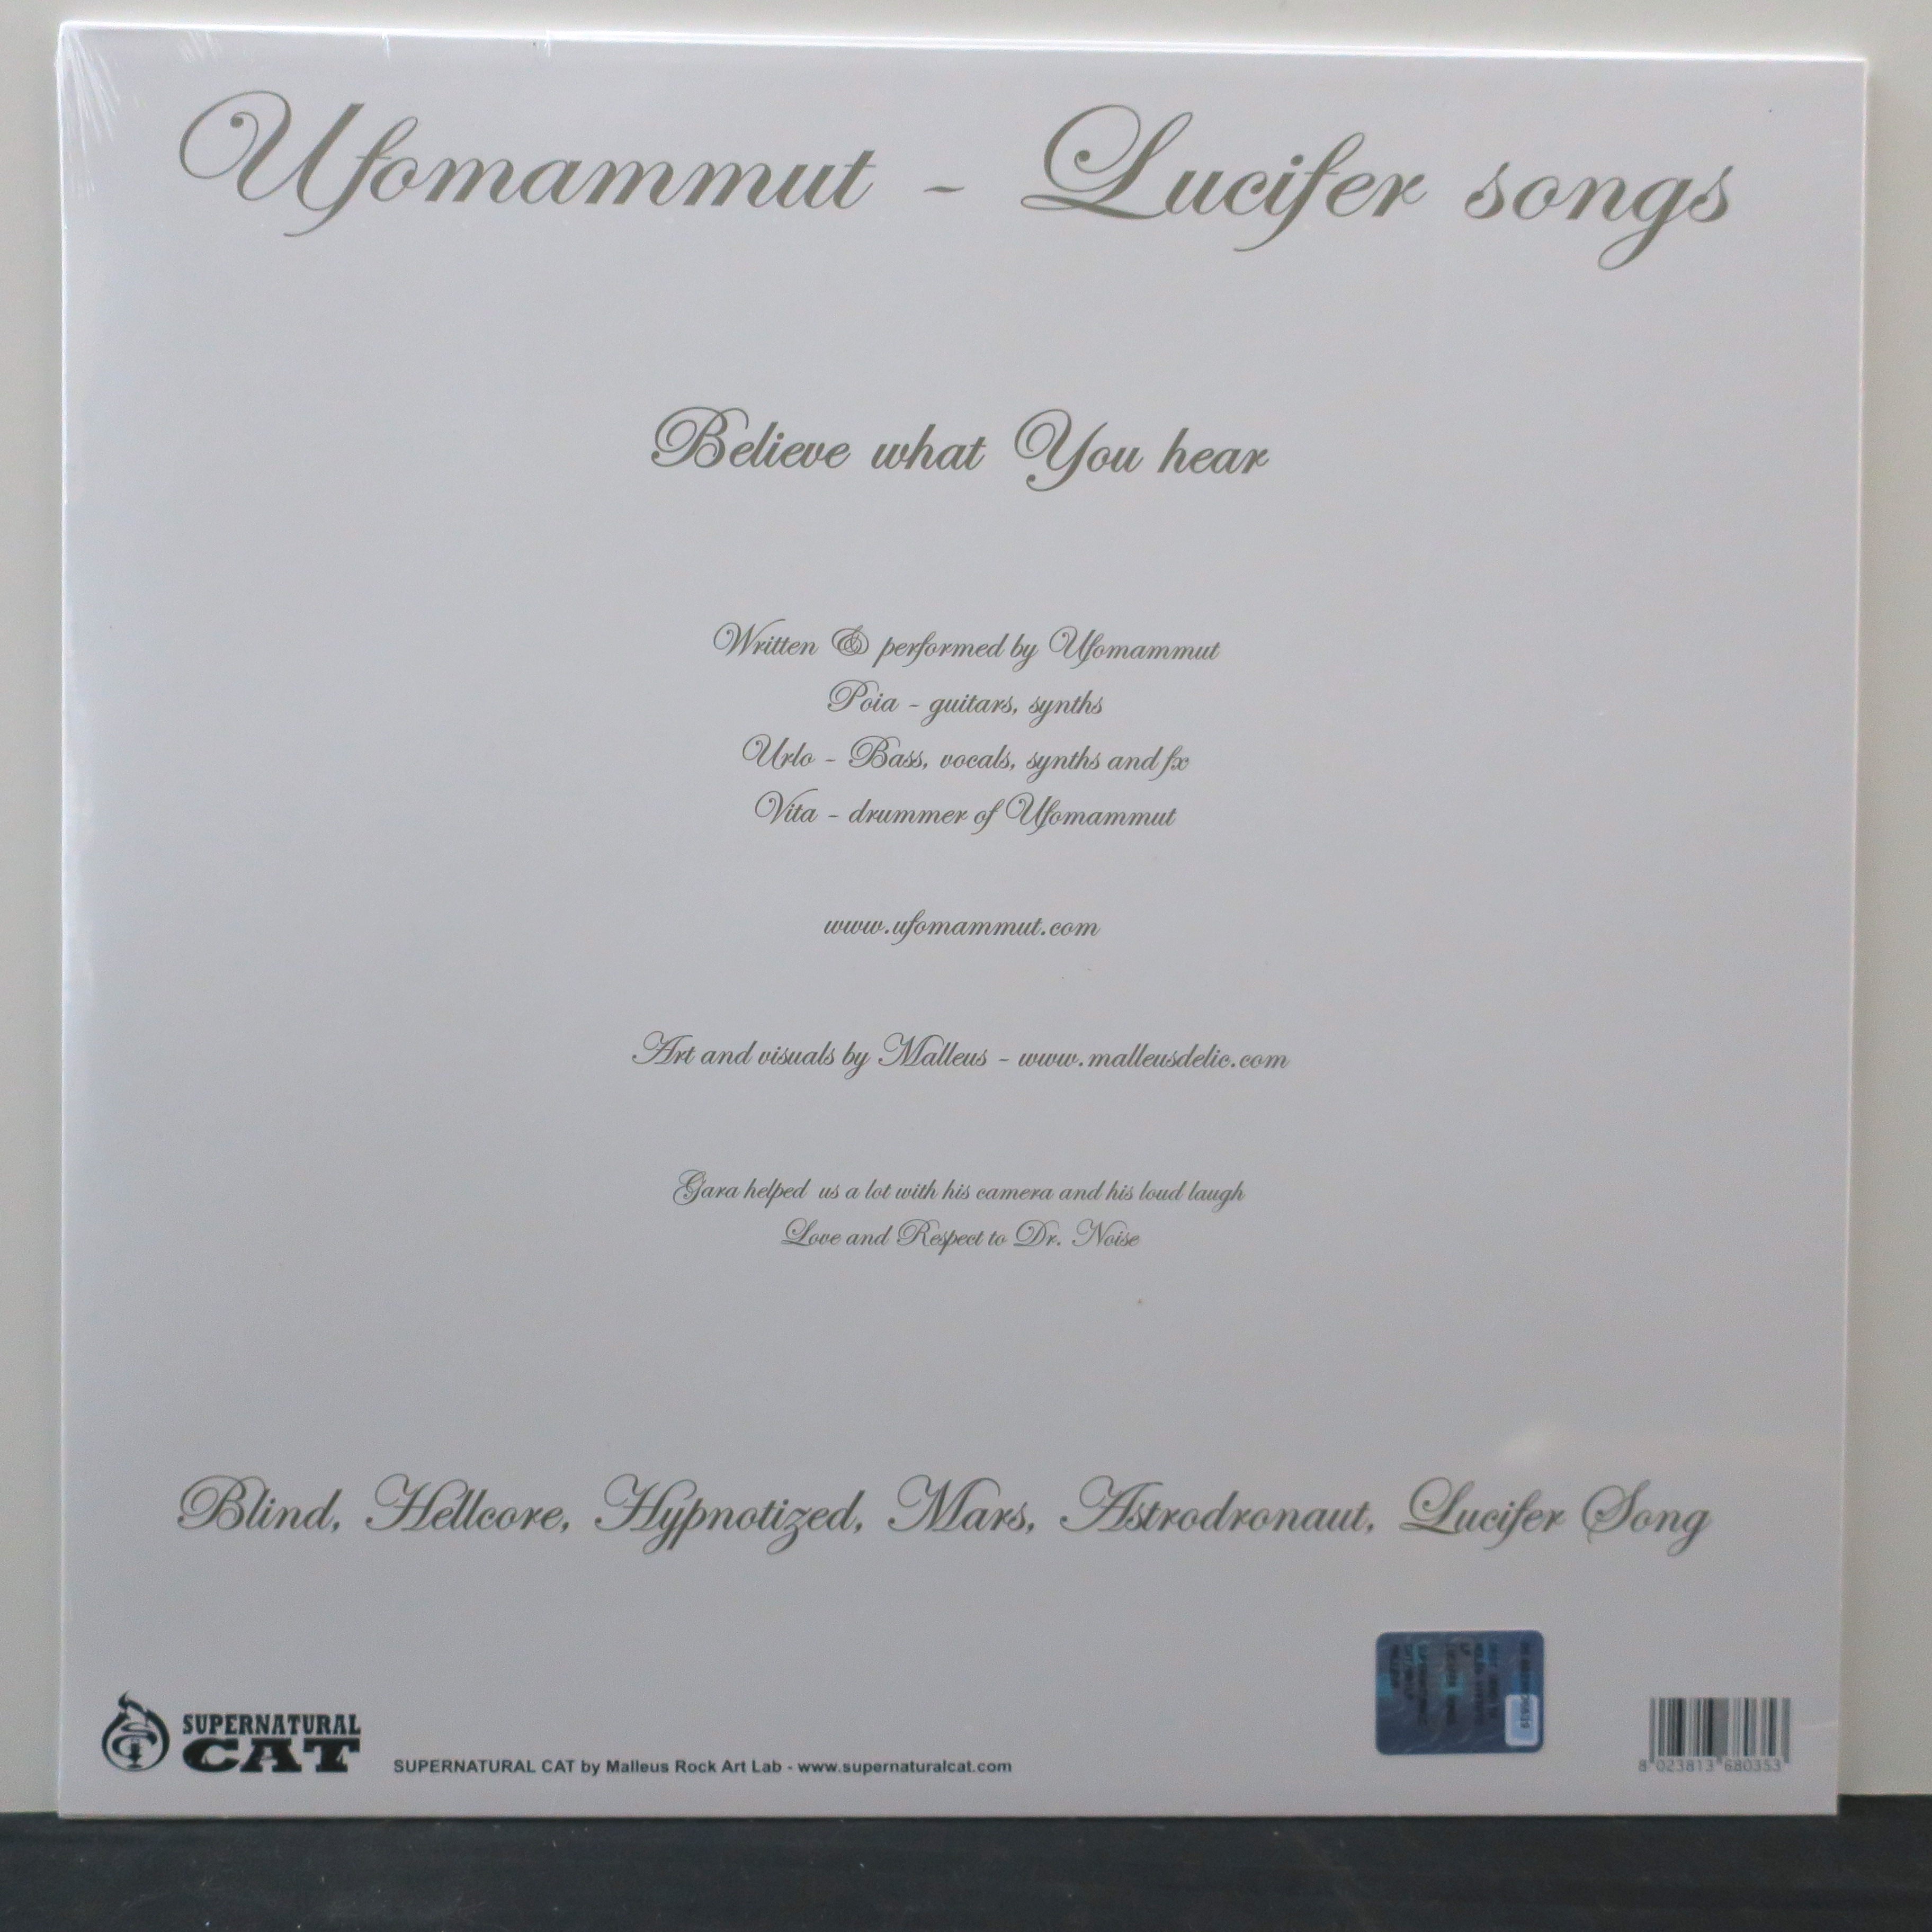 Ufomammut - Lucifer songs
Believe what You hear
Written & performed by Ufomammut
Poia - guitars, synths
Urlo - Bass, vocals, synths and fx
Vita - drummer of Ufomammut
www.ufomammut.com
Art and visuals by Malleus - www.malleusdelic.com
Gara helped us a lot with his camera and his loud laugh
Love and Respect to Dr. Noise
Blind, Hellcore, Hypnotized, Mars, Astrodronaut, Lucifer Song
SUPERNATURAL
CAT
SUPERNATURAL CAT by Malleus Rock Art Lab - www.supernaturalcat.com
8 023813 680353